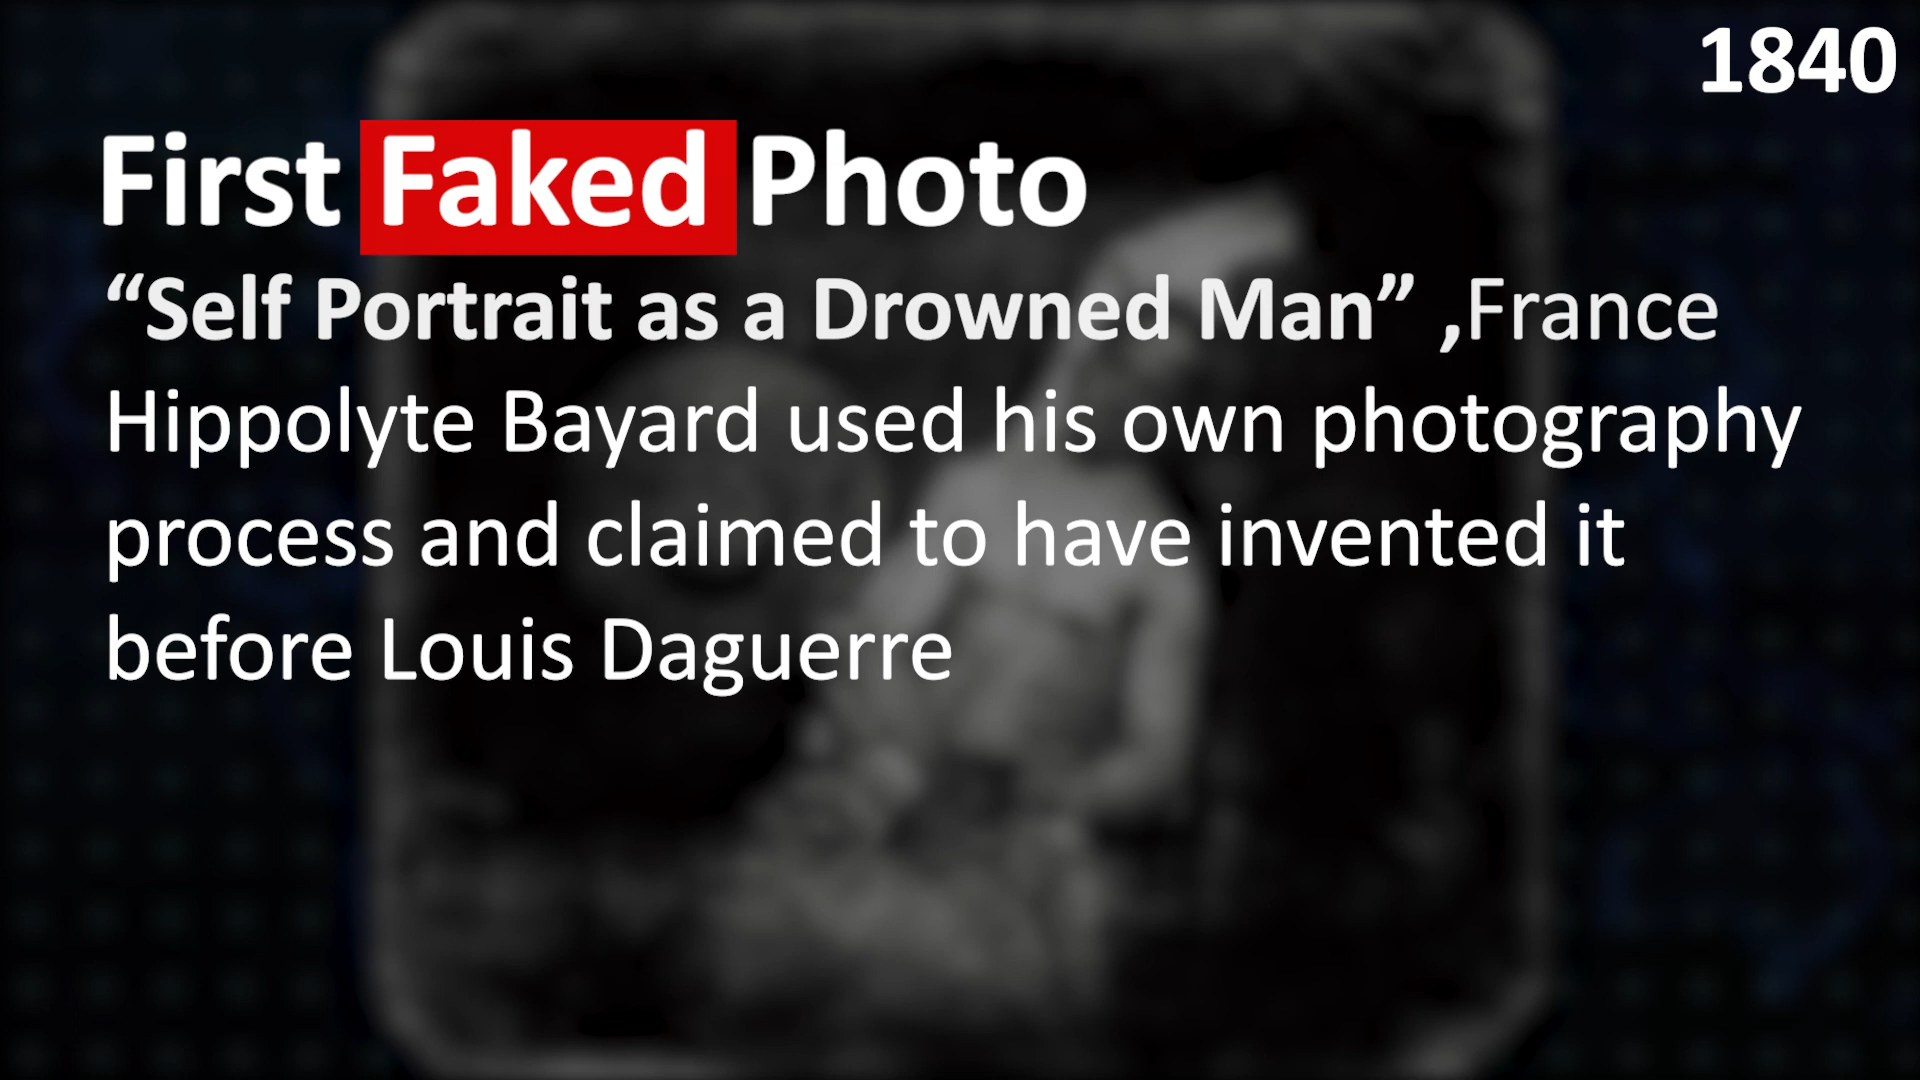 1840
First Faked Photo
“Self Portrait as a Drowned Man” ,France
Hippolyte Bayard used his own photography
process and claimed to have invented it
before Louis Daguerre